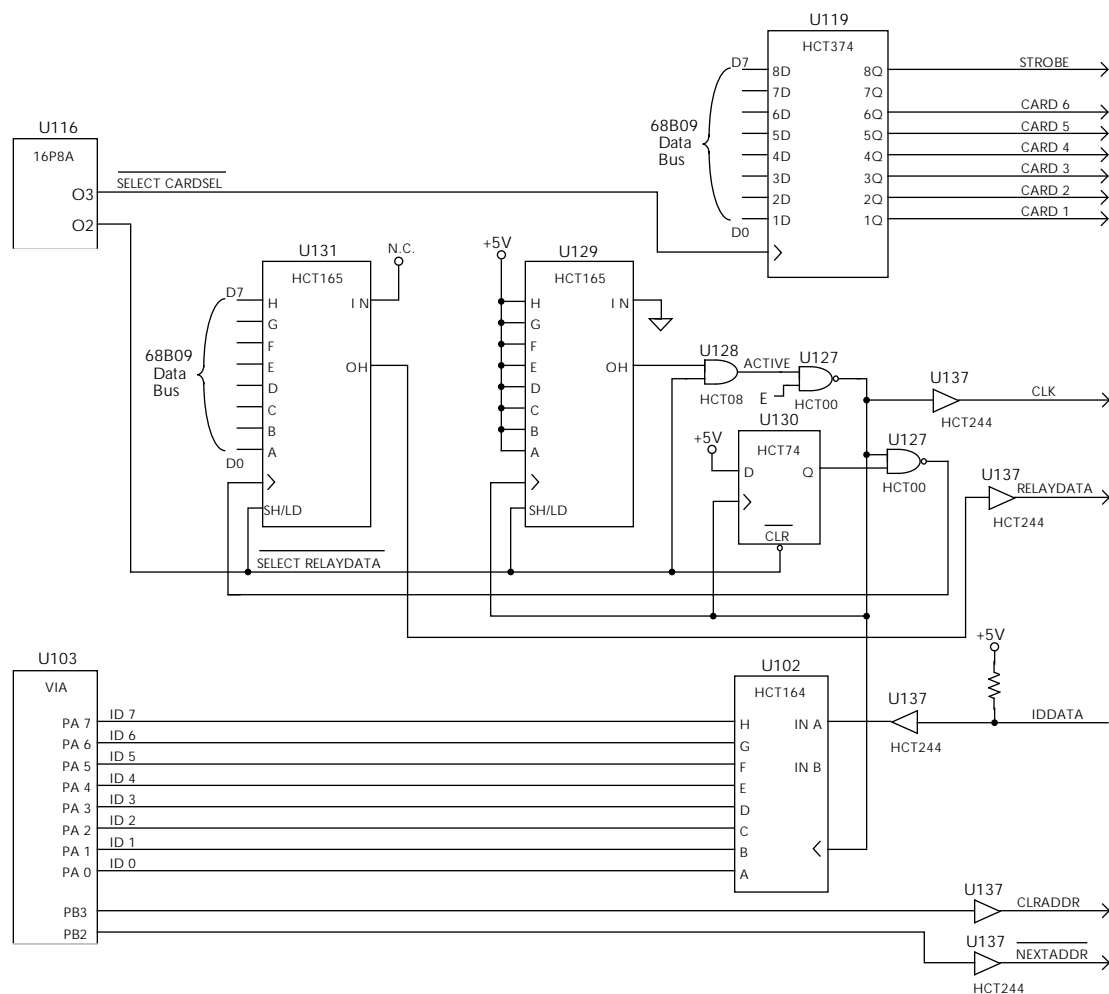 U119
HCT374
D7
8D
8Q
STROBE
7D
7Q
6D
6Q
CARD 6
5D
5Q
CARD 5
4D
4Q
CARD 4
3D
3Q
CARD 3
2D
2Q
CARD 2
1D
1Q
CARD 1
D0
68B09
Data
Bus
U116
16P8A
O3
O2
SELECT CARDSEL
U131
HCT165
N.C.
D7
H
I N
G
F
E
OH
D
C
B
A
D0
SH/LD
68B09
Data
Bus
+5V
U129
HCT165
H
I N
G
F
E
OH
D
C
B
A
SH/LD
U128
HCT08
ACTIVE
E
U127
HCT00
U137
HCT244
CLK
U130
HCT74
+5V
D
Q
CLR
U127
HCT00
U137
HCT244
RELAYDATA
SELECT RELAYDATA
U103
VIA
PA 7
ID 7
PA 6
ID 6
PA 5
ID 5
PA 4
ID 4
PA 3
ID 3
PA 2
ID 2
PA 1
ID 1
PA 0
ID 0
PB3
PB2
U102
HCT164
H
IN A
G
F
IN B
E
D
C
B
A
U137
HCT244
+5V
IDDATA
U137
CLRADDR
U137
NEXTADDR
HCT244